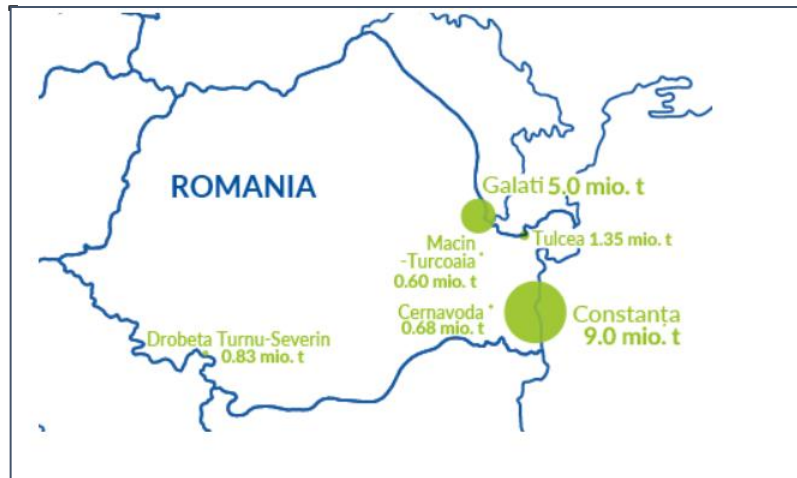 ROMANIA
Galati 5.0 mio. t
Tulcea 1.35 mio. t
Macin
-Turcoaia
0.60 mio. t
Cernavoda
0.68 mio. t
Constanța
9.0 mio. t
Drobeta Turnu-Severin
0.83 mio. t